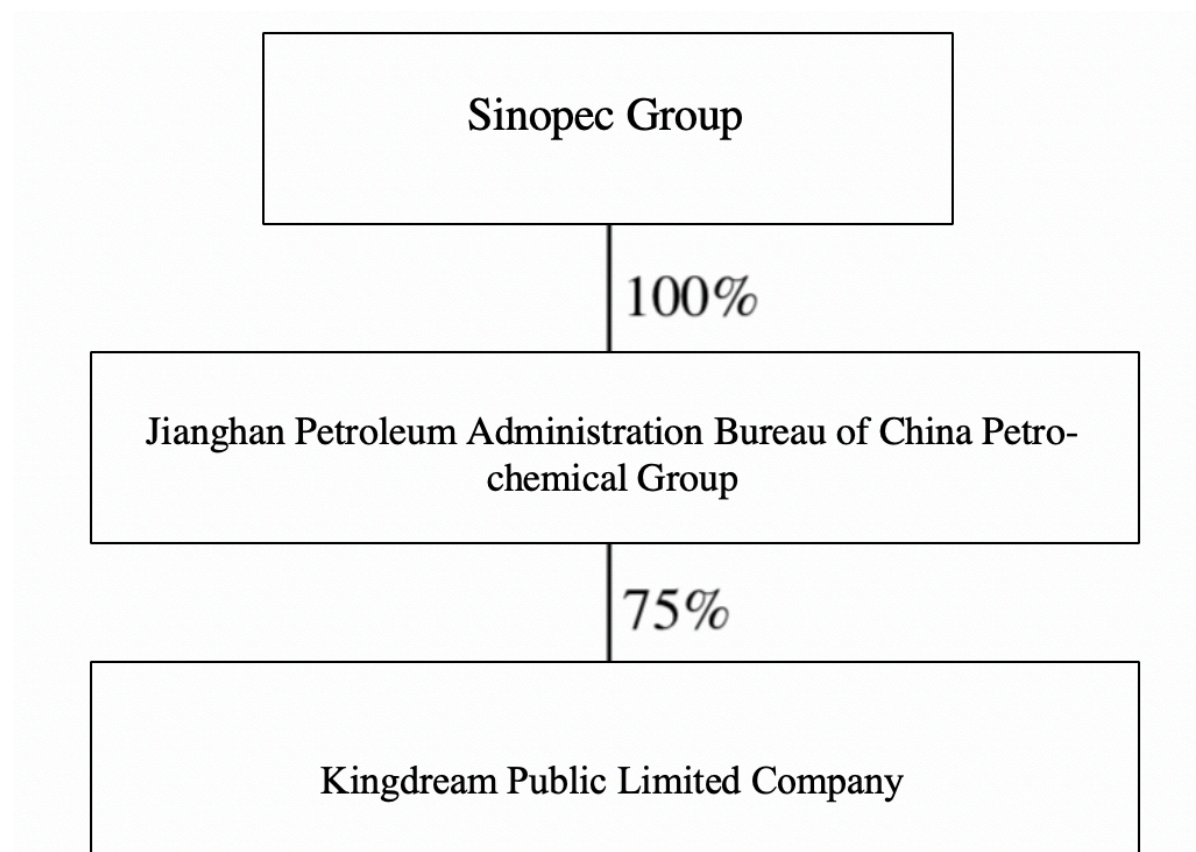 Sinopec Group
100%
Jianghan Petroleum Administration Bureau of China Petro-
chemical Group
75%
Kingdream Public Limited Company